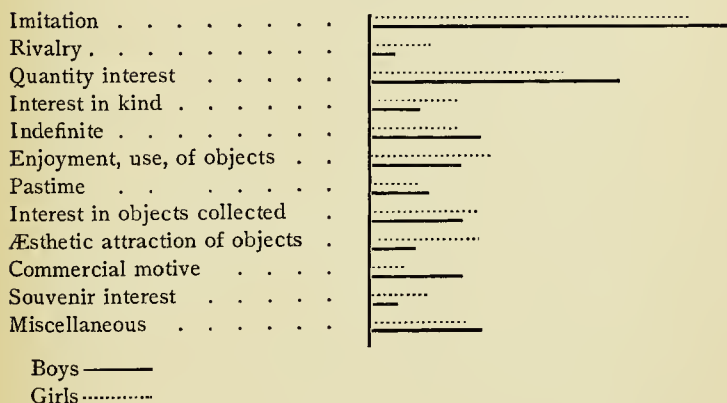 Imitation . . . . . . . . .
Rivalry . . . . . . . . .
Quantity interest . . . . .
Interest in kind . . . . . .
Indefinite . . . . . . . .
Enjoyment, use, of objects . .
Pastime . . . . . . .
Interest in objects collected .
Æsthetic attraction of objects .
Commercial motive . . . .
Souvenir interest . . . . .
Miscellaneous . . . . . .
Boys
Girls